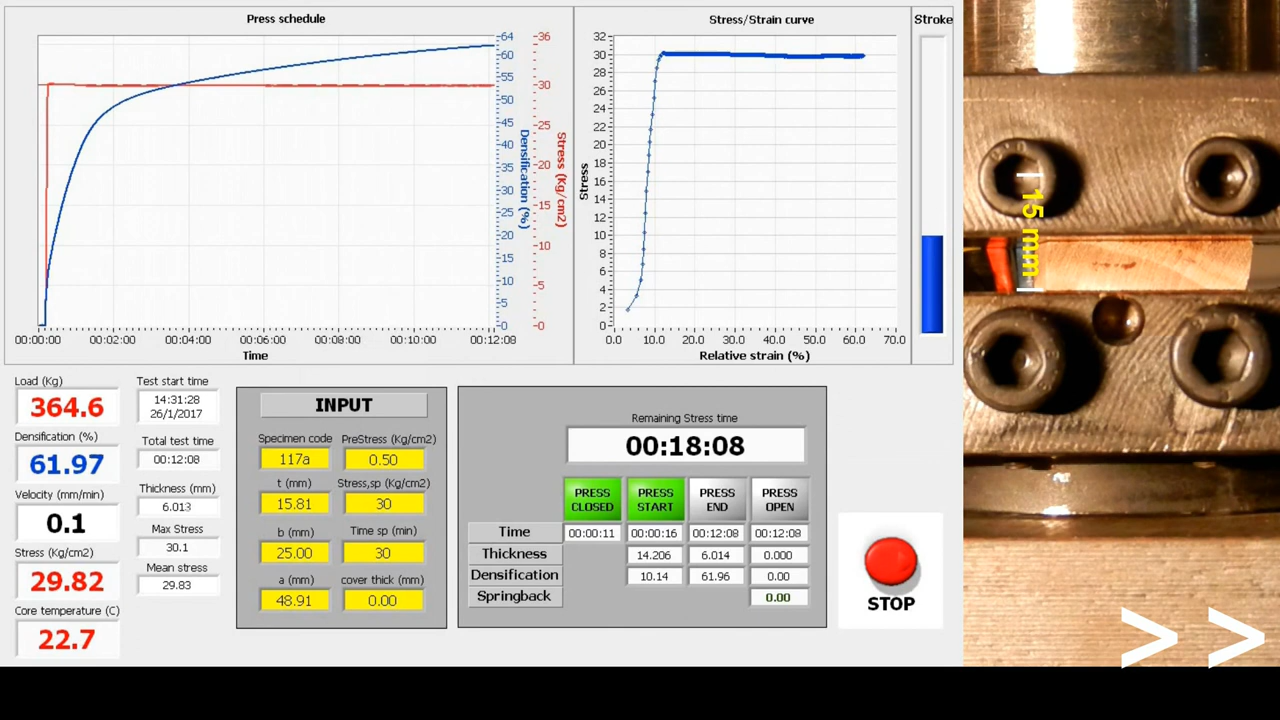 Press schedule
Stress/Strain curve
Stroke
64
60
55
50
45
40
35
30
25
20
15
10
5
0
Densification (%)
36
30
25
20
15
10
5
0
Stress (Kg/cm2)
00:00:00
00:02:00
00:04:00
00:06:00
00:08:00
00:10:00
00:12:08
Time
Stress
32
30
28
26
24
22
20
18
16
14
12
10
8
6
4
2
0
0.0
10.0
20.0
30.0
40.0
50.0
60.0
70.0
Relative strain (%)
15 mm
Load (Kg)
364.6
Densification (%)
61.97
Velocity (mm/min)
0.1
Stress (Kg/cm2)
29.82
Core temperature (C)
22.7
Test start time
14:31:28
26/1/2017
Total test time
00:12:08
Thickness (mm)
6.013
Max Stress
30.1
Mean stress
29.83
INPUT
Specimen code
117a
PreStress (Kg/cm2)
0.50
t (mm)
15.81
Stress,sp (Kg/cm2)
30
b (mm)
25.00
Time sp (min)
30
a (mm)
48.91
cover thick (mm)
0.00
Remaining Stress time
00:18:08
PRESS CLOSED
PRESS START
PRESS END
PRESS OPEN
Time 00:00:11 00:00:16 00:12:08 00:12:08
Thickness 14.206 6.014 0.000
Densification 10.14 61.96 0.00
Springback 0.00
STOP
>>